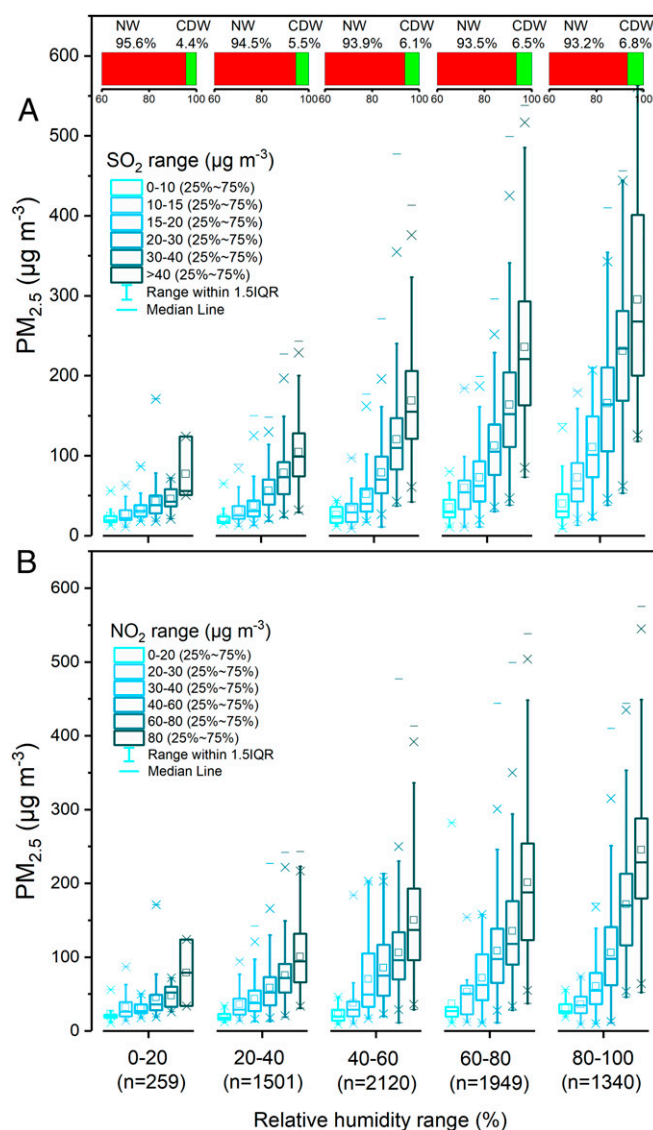 NW CDW NW CDW NW CDW NW CDW NW CDW
95.6% 4.4% 94.5% 5.5% 93.9% 6.1% 93.5% 6.5% 93.2% 6.8%
60 80 100 60 80 100 60 80 100 60 80 100 60 80 100
A
600
500
400
300
200
100
0
PM2.5 (µg m-3)
SO2 range (µg m-3)
0-10 (25%~75%)
10-15 (25%~75%)
15-20 (25%~75%)
20-30 (25%~75%)
30-40 (25%~75%)
>40 (25%~75%)
Range within 1.5IQR
Median Line
B
600
500
400
300
200
100
0
PM2.5 (µg m-3)
NO2 range (µg m-3)
0-20 (25%~75%)
20-30 (25%~75%)
30-40 (25%~75%)
40-60 (25%~75%)
60-80 (25%~75%)
80 (25%~75%)
Range within 1.5IQR
Median Line
0-20 20-40 40-60 60-80 80-100
(n=259) (n=1501) (n=2120) (n=1949) (n=1340)
Relative humidity range (%)